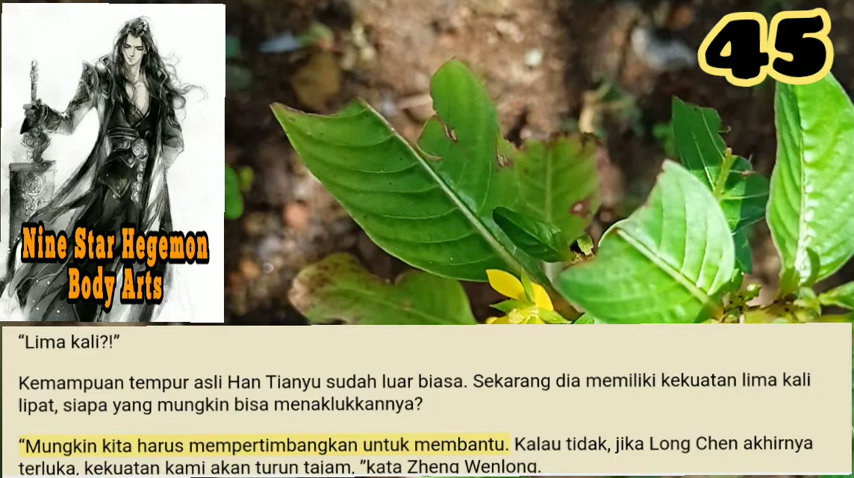 45
Nine Star Hegemon
Body Arts
“Lima kali?!”
Kemampuan tempur asli Han Tianyu sudah luar biasa. Sekarang dia memiliki kekuatan lima kali
lipat, siapa yang mungkin bisa menaklukkannya?
“Mungkin kita harus mempertimbangkan untuk membantu. Kalau tidak, jika Long Chen akhirnya
terluka, kekuatan kami akan turun tajam, ”kata Zheng Wenlong.